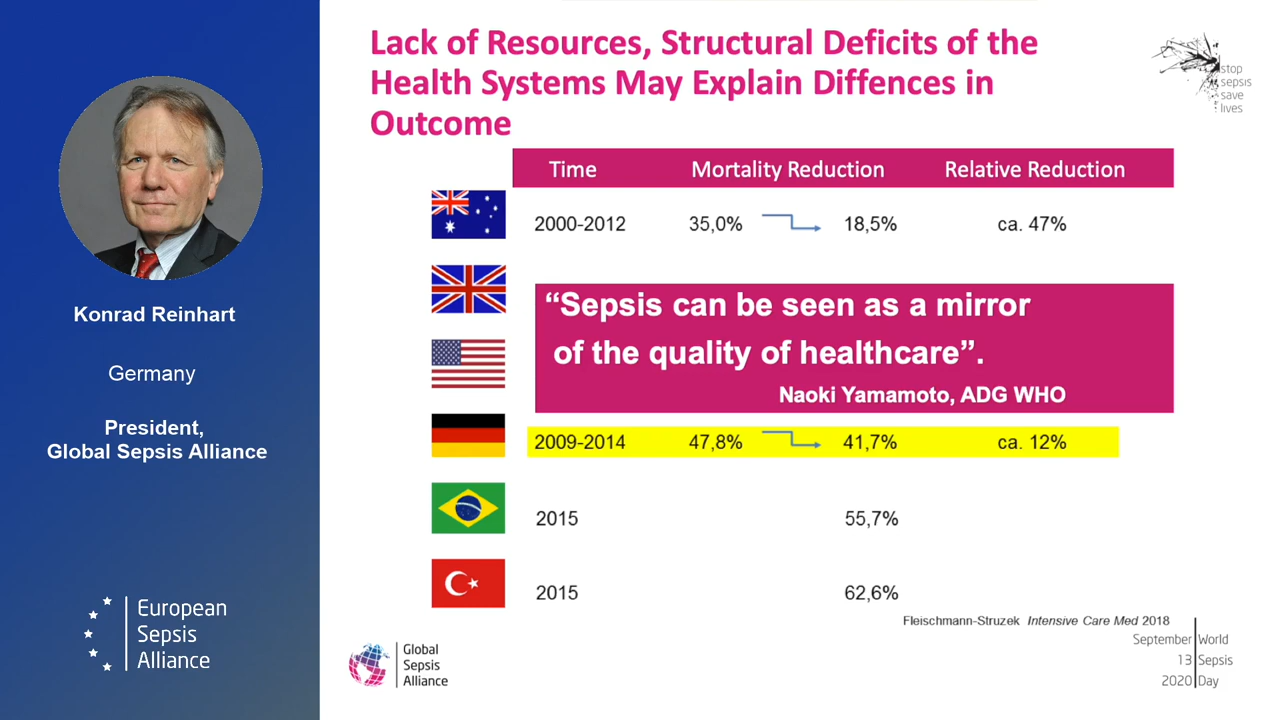 Lack of Resources, Structural Deficits of the
Health Systems May Explain Diffences in
Outcome
stop
sepsis
save
lives
Time Mortality Reduction Relative Reduction
2000-2012 35,0% 18,5% ca. 47%
“Sepsis can be seen as a mirror
of the quality of healthcare”.
Naoki Yamamoto, ADG WHO
2009-2014 47,8% 41,7% ca. 12%
2015 55,7%
2015 62,6%
Fleischmann-Struzek Intensive Care Med 2018
Konrad Reinhart
Germany
President,
Global Sepsis Alliance
European
Sepsis
Alliance
Global
Sepsis
Alliance
September World
13 Sepsis
2020 Day